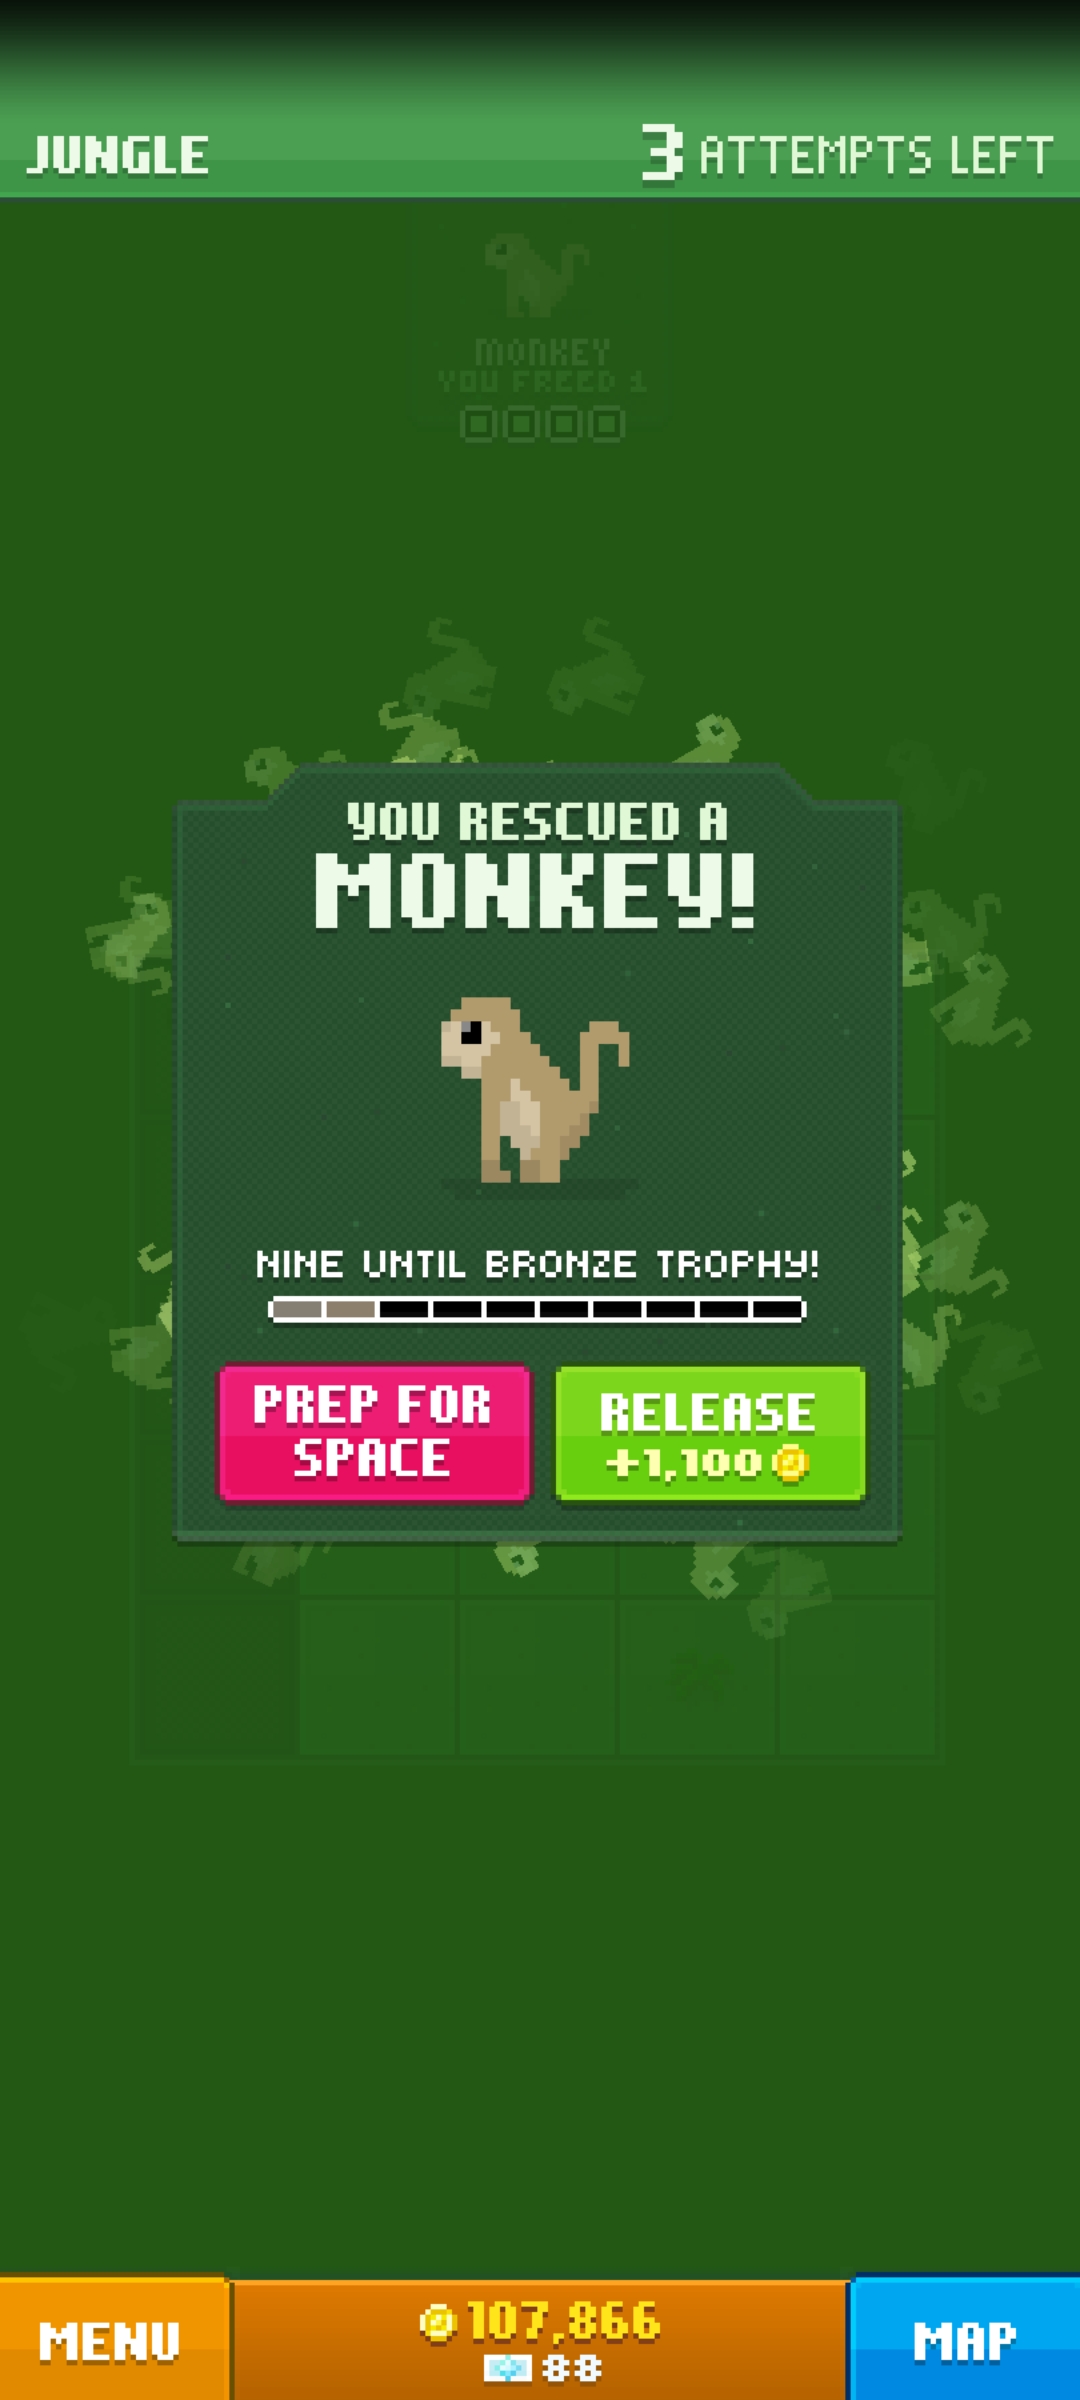 JUNGLE
3 ATTEMPTS LEFT
MONKEY
YOU FREED 1
YOU RESCUED A
MONKEY!
NINE UNTIL BRONZE TROPHY!
PREP FOR
SPACE
RELEASE
+1,100
MENU
107,866
88
MAP